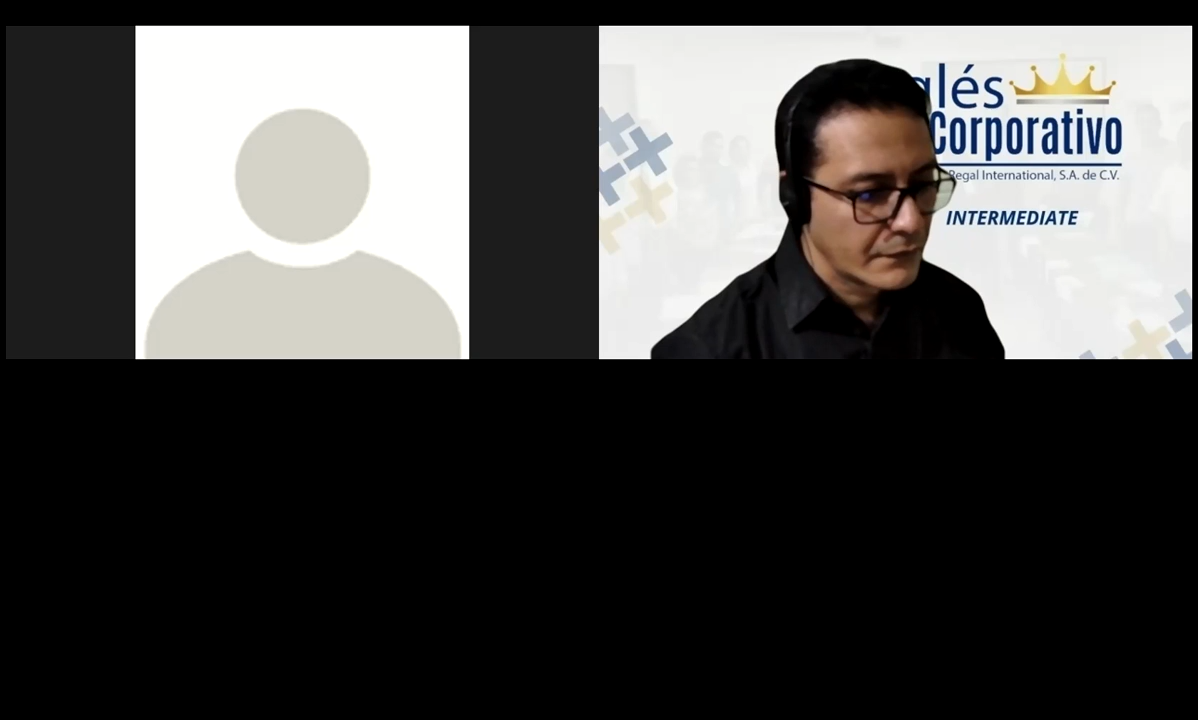 glés
Corporativo
Regal International, S.A. de C.V.
INTERMEDIATE